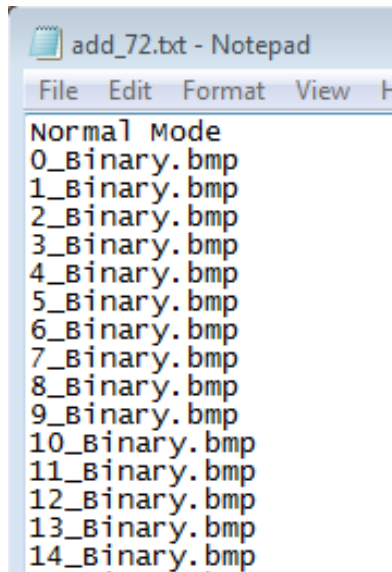 add_72.txt - Notepad
File Edit Format View
Normal Mode
0_Binary.bmp
1_Binary.bmp
2_Binary.bmp
3_Binary.bmp
4_Binary.bmp
5_Binary.bmp
6_Binary.bmp
7_Binary.bmp
8_Binary.bmp
9_Binary.bmp
10_Binary.bmp
11_Binary.bmp
12_Binary.bmp
13_Binary.bmp
14_Binary.bmp